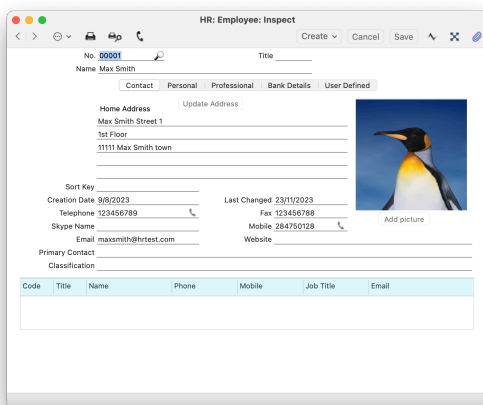 HR: Employee: Inspect
Create Cancel Save
No. 00001 Title
Name Max Smith
Contact Personal Professional Bank Details User Defined
Home Address Update Address
Max Smith Street 1
1st Floor
11111 Max Smith town
Sort Key
Creation Date 9/8/2023 Last Changed 23/11/2023
Telephone 123456789 Fax 123456788
Add picture
Skype Name Mobile 284750128
Email maxsmith@hrtest.com Website
Primary Contact
Classification
Code Title Name Phone Mobile Job Title Email